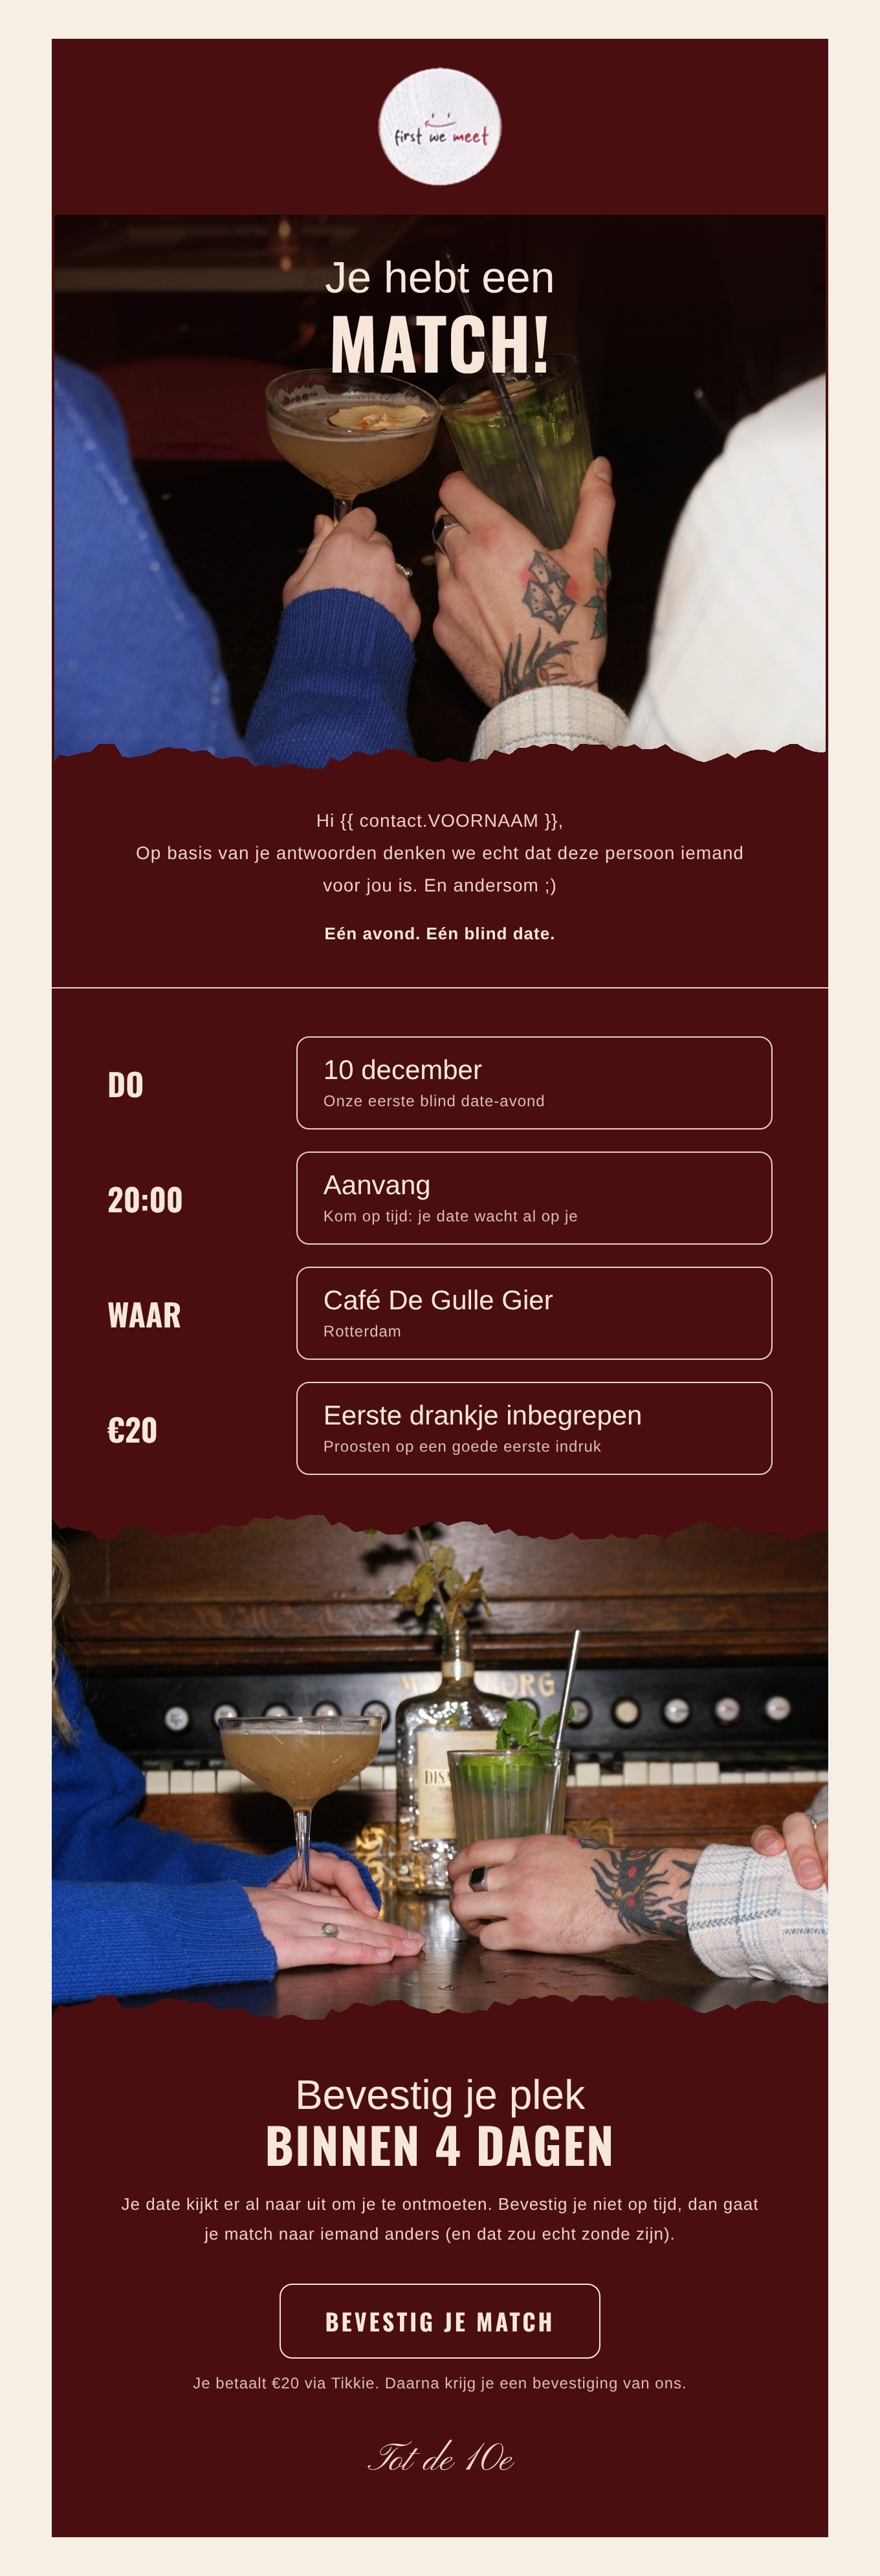 first we meet
Je hebt een
MATCH!
Hi {{ contact.VOORNAAM }},
Op basis van je antwoorden denken we echt dat deze persoon iemand
voor jou is. En andersom ;)
Eén avond. Eén blind date.
DO
10 december
Onze eerste blind date-avond
20:00
Aanvang
Kom op tijd: je date wacht al op je
WAAR
Café De Gulle Gier
Rotterdam
€20
Eerste drankje inbegrepen
Proosten op een goede eerste indruk
ORG
DIS
Bevestig je plek
BINNEN 4 DAGEN
Je date kijkt er al naar uit om je te ontmoeten. Bevestig je niet op tijd, dan gaat
je match naar iemand anders (en dat zou echt zonde zijn).
BEVESTIG JE MATCH
Je betaalt €20 via Tikkie. Daarna krijg je een bevestiging van ons.
Tot de 10e